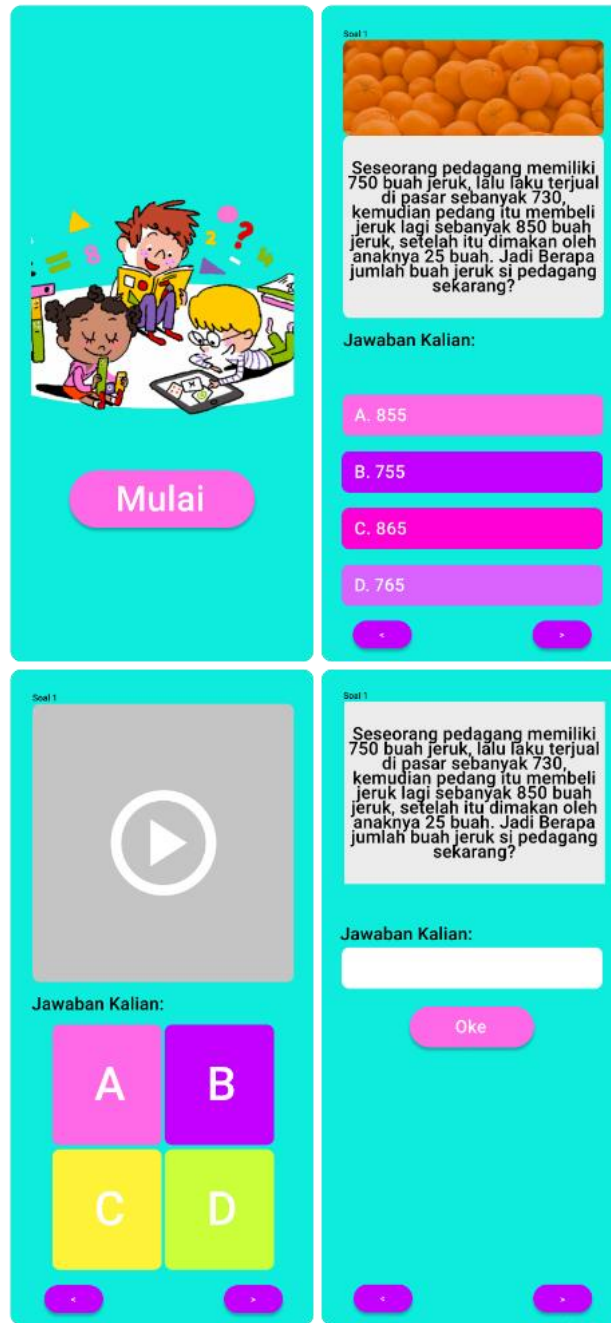 Mulai
Soal 1
Seseorang pedagang memiliki
750 buah jeruk, lalu laku terjual
di pasar sebanyak 730,
kemudian pedang itu membeli
jeruk lagi sebanyak 850 buah
jeruk, setelah itu dimakan oleh
anaknya 25 buah. Jadi Berapa
jumlah buah jeruk si pedagang
sekarang?
Jawaban Kalian:
A. 855
B. 755
C. 865
D. 765
<
>
Soal 1
Jawaban Kalian:
A
B
C
D
<
>
Soal 1
Seseorang pedagang memiliki
750 buah jeruk, lalu laku terjual
di pasar sebanyak 730,
kemudian pedang itu membeli
jeruk lagi sebanyak 850 buah
jeruk, setelah itu dimakan oleh
anaknya 25 buah. Jadi Berapa
jumlah buah jeruk si pedagang
sekarang?
Jawaban Kalian:
Oke
<
>